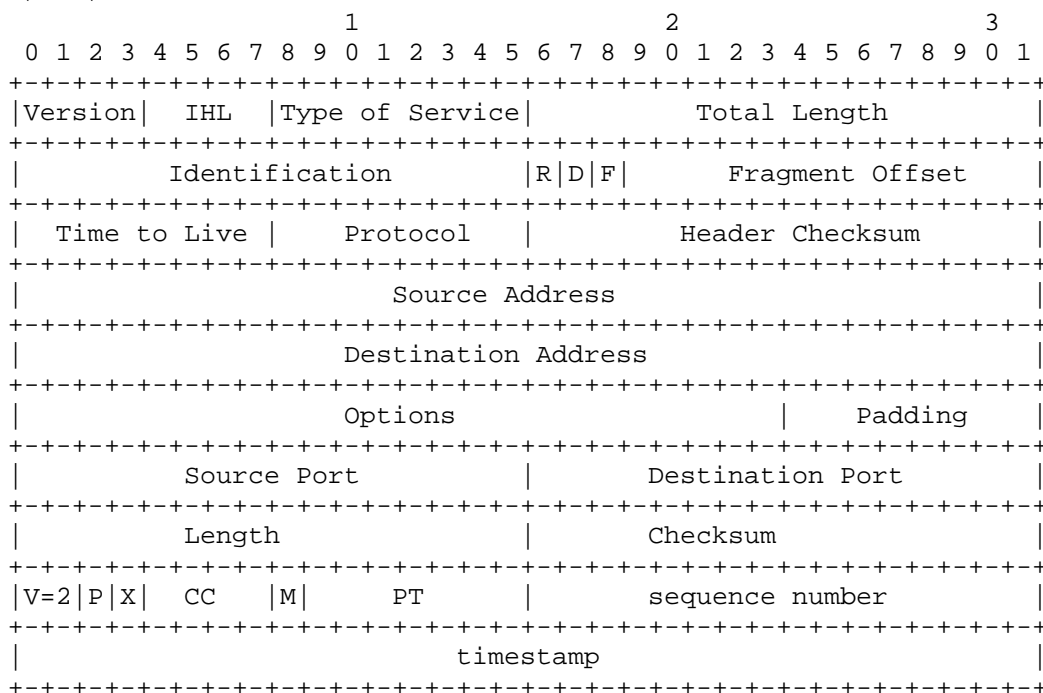 1 2 3
0 1 2 3 4 5 6 7 8 9 0 1 2 3 4 5 6 7 8 9 0 1 2 3 4 5 6 7 8 9 0 1
+-+-+-+-+-+-+-+-+-+-+-+-+-+-+-+-+-+-+-+-+-+-+-+-+-+-+-+-+-+-+-+-+
|Version| IHL |Type of Service| Total Length |
+-+-+-+-+-+-+-+-+-+-+-+-+-+-+-+-+-+-+-+-+-+-+-+-+-+-+-+-+-+-+-+-+
| Identification |R|D|F| Fragment Offset |
+-+-+-+-+-+-+-+-+-+-+-+-+-+-+-+-+-+-+-+-+-+-+-+-+-+-+-+-+-+-+-+-+
| Time to Live | Protocol | Header Checksum |
+-+-+-+-+-+-+-+-+-+-+-+-+-+-+-+-+-+-+-+-+-+-+-+-+-+-+-+-+-+-+-+-+
| Source Address |
+-+-+-+-+-+-+-+-+-+-+-+-+-+-+-+-+-+-+-+-+-+-+-+-+-+-+-+-+-+-+-+-+
| Destination Address |
+-+-+-+-+-+-+-+-+-+-+-+-+-+-+-+-+-+-+-+-+-+-+-+-+-+-+-+-+-+-+-+-+
| Options | Padding |
+-+-+-+-+-+-+-+-+-+-+-+-+-+-+-+-+-+-+-+-+-+-+-+-+-+-+-+-+-+-+-+-+
| Source Port | Destination Port |
+-+-+-+-+-+-+-+-+-+-+-+-+-+-+-+-+-+-+-+-+-+-+-+-+-+-+-+-+-+-+-+-+
| Length | Checksum |
+-+-+-+-+-+-+-+-+-+-+-+-+-+-+-+-+-+-+-+-+-+-+-+-+-+-+-+-+-+-+-+-+
|V=2|P|X| CC |M| PT | sequence number |
+-+-+-+-+-+-+-+-+-+-+-+-+-+-+-+-+-+-+-+-+-+-+-+-+-+-+-+-+-+-+-+-+
| timestamp |
+-+-+-+-+-+-+-+-+-+-+-+-+-+-+-+-+-+-+-+-+-+-+-+-+-+-+-+-+-+-+-+-+